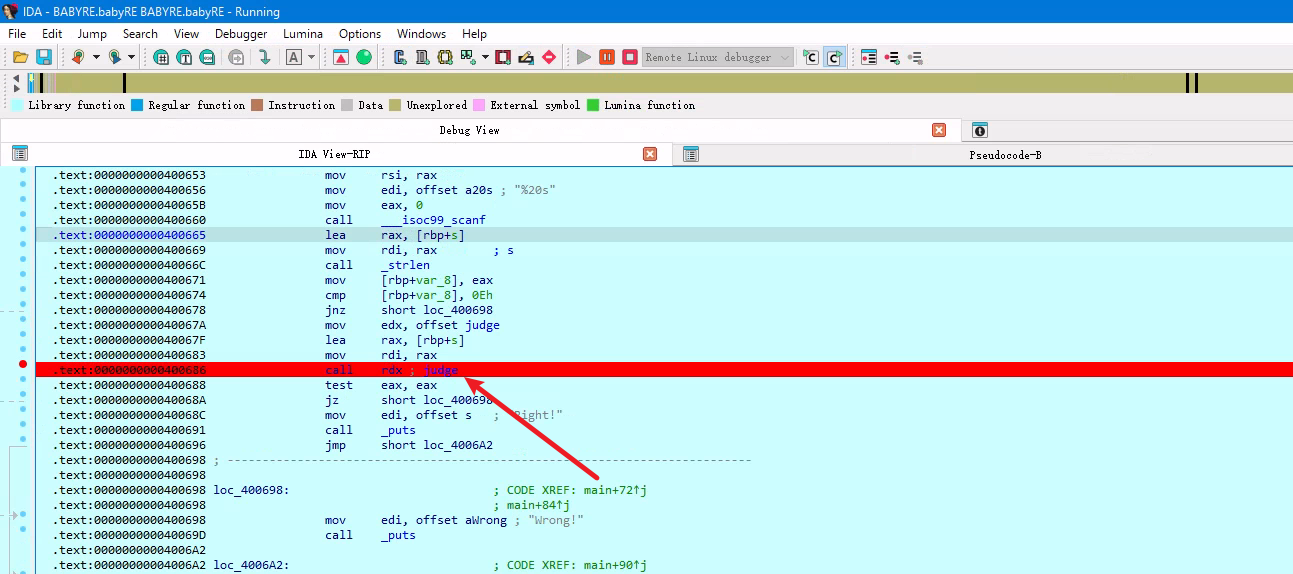 IDA - BABYRE.babyRE BABYRE.babyRE - Running
File Edit Jump Search View Debugger Lumina Options Windows Help
Remote Linux debugger
Library function Regular function Instruction Data Unexplored External symbol Lumina function
Debug View
IDA View-RIP Pseudocode-B
.text:0000000000400653 mov rsi, rax
.text:0000000000400656 mov edi, offset a20s ; "%20s"
.text:000000000040065B mov eax, 0
.text:0000000000400660 call ___isoc99_scanf
.text:0000000000400665 lea rax, [rbp+s]
.text:0000000000400669 mov rdi, rax ; s
.text:000000000040066C call _strlen
.text:0000000000400671 mov [rbp+var_8], eax
.text:0000000000400674 cmp [rbp+var_8], 0Eh
.text:0000000000400678 jnz short loc_400698
.text:000000000040067A mov edx, offset judge
.text:000000000040067F lea rax, [rbp+s]
.text:0000000000400683 mov rdi, rax
.text:0000000000400686 call rdx ; judge
.text:0000000000400688 test eax, eax
.text:000000000040068A jz short loc_400698
.text:000000000040068C mov edi, offset s ; "Right!"
.text:0000000000400691 call _puts
.text:0000000000400696 jmp short loc_4006A2
.text:0000000000400698 ; ---------------------------------------------------------------------------
.text:0000000000400698
.text:0000000000400698 loc_400698: ; CODE XREF: main+72↑j
.text:0000000000400698 ; main+84↑j
.text:0000000000400698 mov edi, offset aWrong ; "Wrong!"
.text:000000000040069D call _puts
.text:00000000004006A2
.text:00000000004006A2 loc_4006A2: ; CODE XREF: main+90↑j